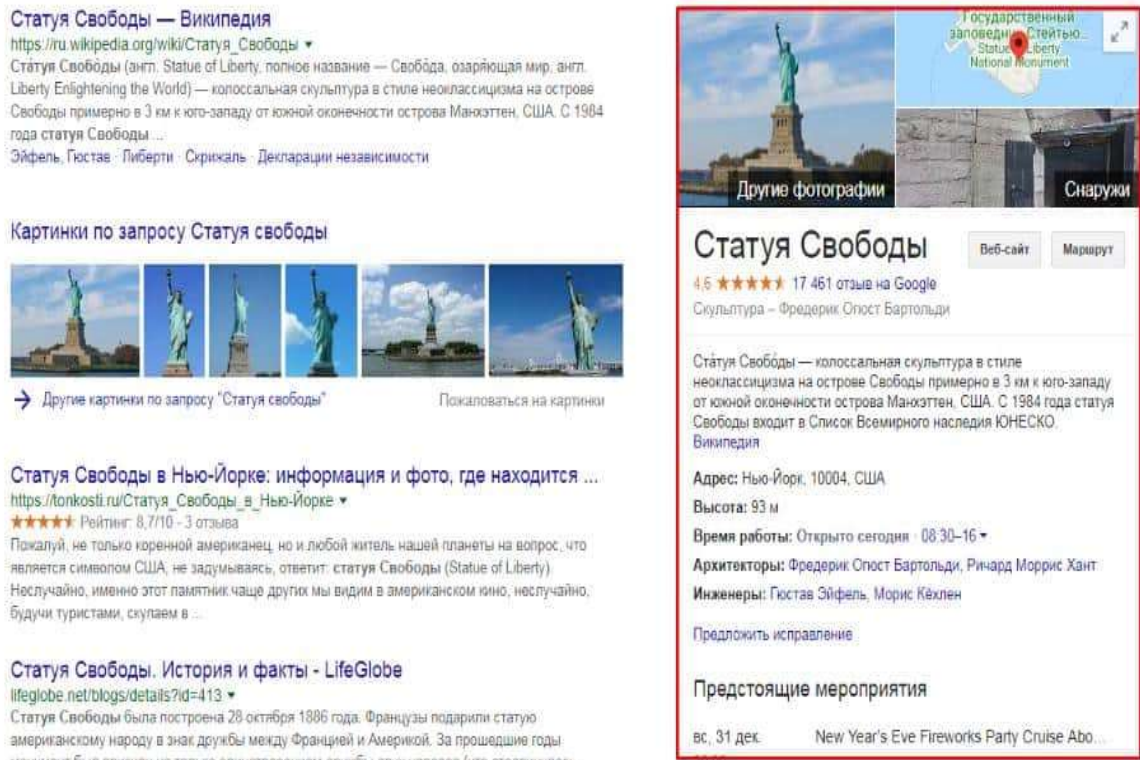 Статуя Свободы — Википедия
https://ru.wikipedia.org/wiki/Статуя_Свободы
Ста́туя Свобо́ды (англ. Statue of Liberty, полное название — Свобо́да, озаря́ющая мир, англ.
Liberty Enlightening the World) — колоссальная скульптура в стиле неоклассицизма на острове
Свободы примерно в 3 км к юго-западу от южной оконечности острова Манхэттен, США. С 1984
года статуя Свободы ...
Эйфель, Гюстав · Либерти · Скрижаль · Декларации независимости
Картинки по запросу Статуя свободы
Другие картинки по запросу "Статуя свободы"
Пожаловаться на картинки
Статуя Свободы в Нью-Йорке: информация и фото, где находится ...
https://tonkosti.ru/Статуя_Свободы_в_Нью-Йорке
Рейтинг: 8,7/10 - 3 отзыва
Пожалуй, не только коренной американец, но и любой житель нашей планеты на вопрос, что
является символом США, не задумываясь, ответит: статуя Свободы (Statue of Liberty)
Неслучайно, именно этот памятник чаще других мы видим в американском кино, неслучайно,
будучи туристами, скупаем в ...
Статуя Свободы. История и факты - LifeGlobe
lifeglobe.net/blogs/details?id=413
Статуя Свободы была построена 28 октября 1886 года. Французы подарили статую
американскому народу в знак дружбы между Францией и Америкой. За прошедшие годы
Государственный
заповедник Стейтью...
Statue Liberty
National Monument
Другие фотографии
Снаружи
Статуя Свободы
Веб-сайт
Маршрут
4,6 17 461 отзыв на Google
Скульптура – Фредерик Огюст Бартольди
Ста́туя Свобо́ды — колоссальная скульптура в стиле
неоклассицизма на острове Свободы примерно в 3 км к юго-западу
от южной оконечности острова Манхэттен, США. С 1984 года статуя
Свободы входит в Список Всемирного наследия ЮНЕСКО.
Википедия
Адрес: Нью-Йорк, 10004, США
Высота: 93 м
Время работы: Открыто сегодня · 08:30–16
Архитекторы: Фредерик Огюст Бартольди, Ричард Моррис Хант
Инженеры: Гюстав Эйфель, Морис Кёхлен
Предложить исправление
Предстоящие мероприятия
вс, 31 дек.
New Year's Eve Fireworks Party Cruise Abo...